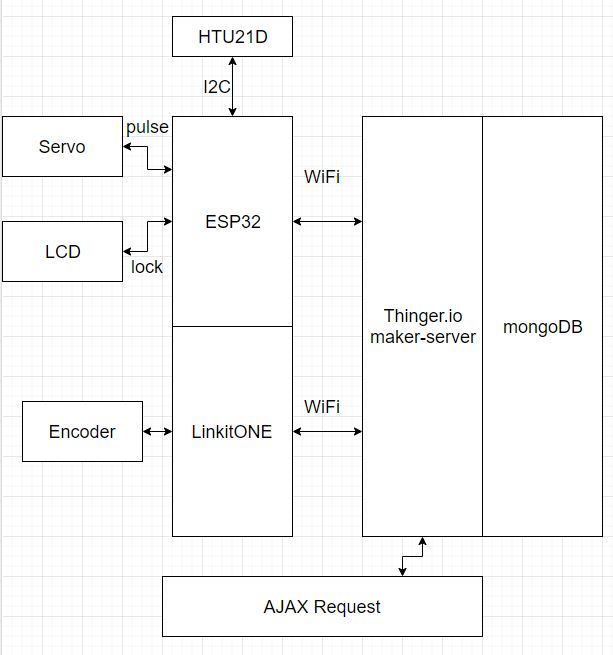 HTU21D
I2C
pulse
Servo
WiFi
ESP32
LCD
lock
Thinger.io
maker-server
mongoDB
WiFi
Encoder
LinkitONE
AJAX Request